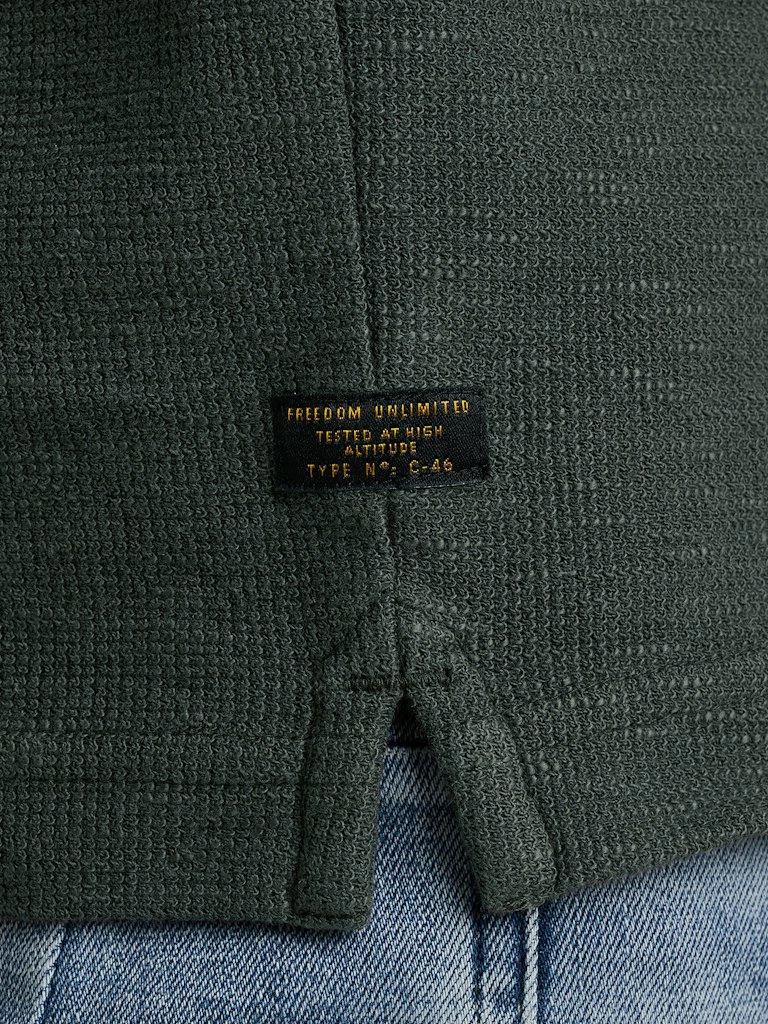 FREEDOM UNLIMITED
TESTED AT HIGH
ALTITUDE
TYPE Nº: C-46